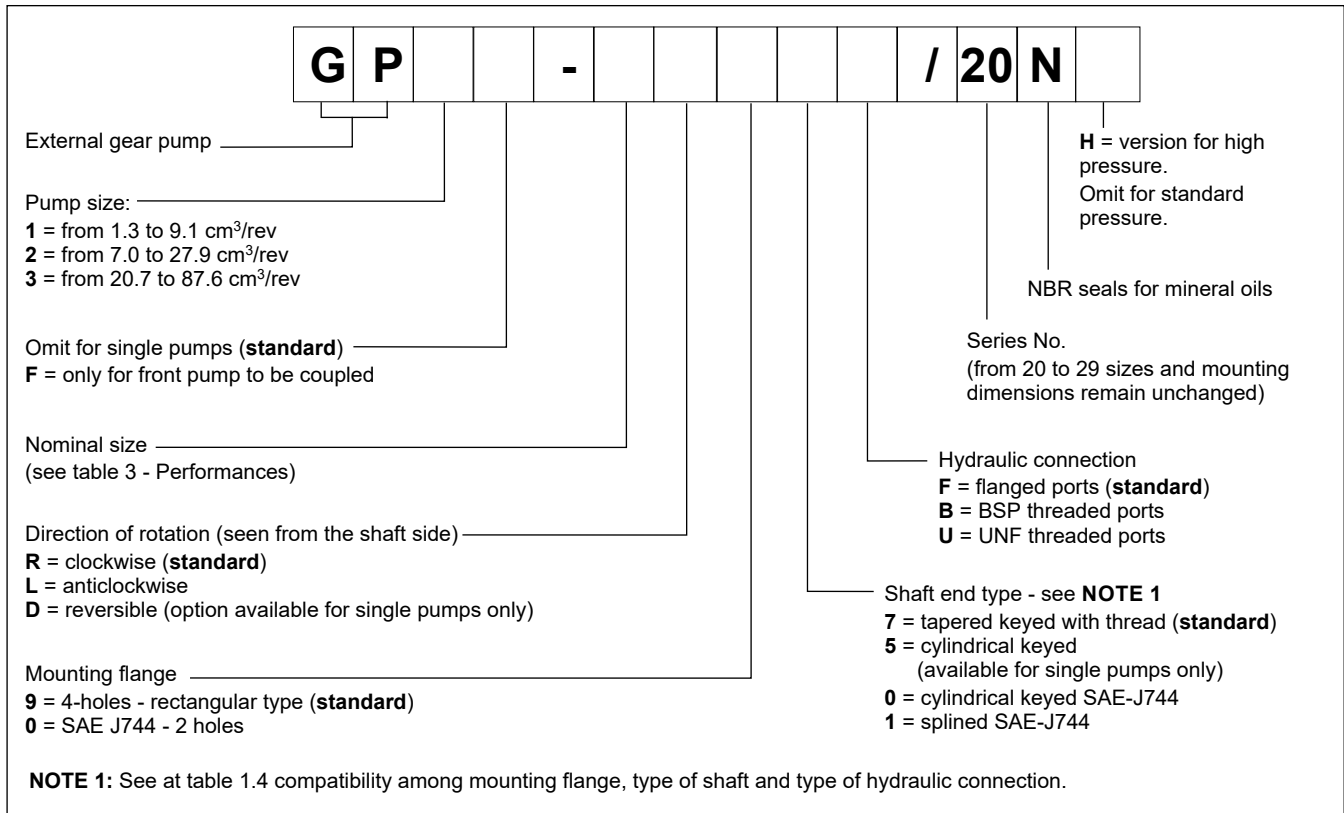 G P - / 20 N
External gear pump
Pump size:
1 = from 1.3 to 9.1 cm³/rev
2 = from 7.0 to 27.9 cm³/rev
3 = from 20.7 to 87.6 cm³/rev
Omit for single pumps (standard)
F = only for front pump to be coupled
Nominal size
(see table 3 - Performances)
Direction of rotation (seen from the shaft side)
R = clockwise (standard)
L = anticlockwise
D = reversible (option available for single pumps only)
Mounting flange
9 = 4-holes - rectangular type (standard)
0 = SAE J744 - 2 holes
H = version for high
pressure.
Omit for standard
pressure.
NBR seals for mineral oils
Series No.
(from 20 to 29 sizes and mounting
dimensions remain unchanged)
Hydraulic connection
F = flanged ports (standard)
B = BSP threaded ports
U = UNF threaded ports
Shaft end type - see NOTE 1
7 = tapered keyed with thread (standard)
5 = cylindrical keyed
(available for single pumps only)
0 = cylindrical keyed SAE-J744
1 = splined SAE-J744
NOTE 1: See at table 1.4 compatibility among mounting flange, type of shaft and type of hydraulic connection.